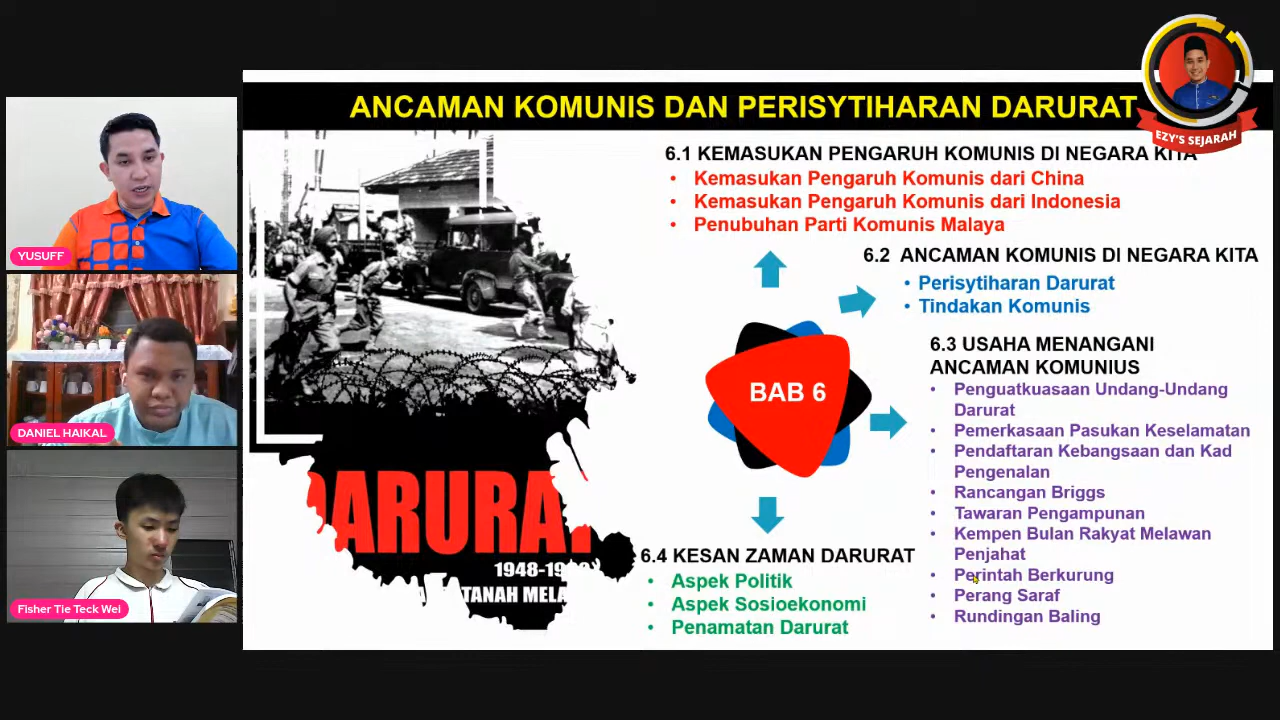 ANCAMAN KOMUNIS DAN PERISYTIHARAN DARURAT
EZY'S SEJARAH
6.1 KEMASUKAN PENGARUH KOMUNIS DI NEGARA KITA
• Kemasukan Pengaruh Komunis dari China
• Kemasukan Pengaruh Komunis dari Indonesia
• Penubuhan Parti Komunis Malaya
6.2 ANCAMAN KOMUNIS DI NEGARA KITA
• Perisytiharan Darurat
• Tindakan Komunis
6.3 USAHA MENANGANI
ANCAMAN KOMUNIUS
• Penguatkuasaan Undang-Undang
Darurat
• Pemerkasaan Pasukan Keselamatan
• Pendaftaran Kebangsaan dan Kad
Pengenalan
• Rancangan Briggs
• Tawaran Pengampunan
• Kempen Bulan Rakyat Melawan
Penjahat
• Perintah Berkurung
• Perang Saraf
• Rundingan Baling
BAB 6
6.4 KESAN ZAMAN DARURAT
• Aspek Politik
• Aspek Sosioekonomi
• Penamatan Darurat
DARURAT
TANAH
YUSUFF
DANIEL HAIKAL
Fisher Tie Teck Wei